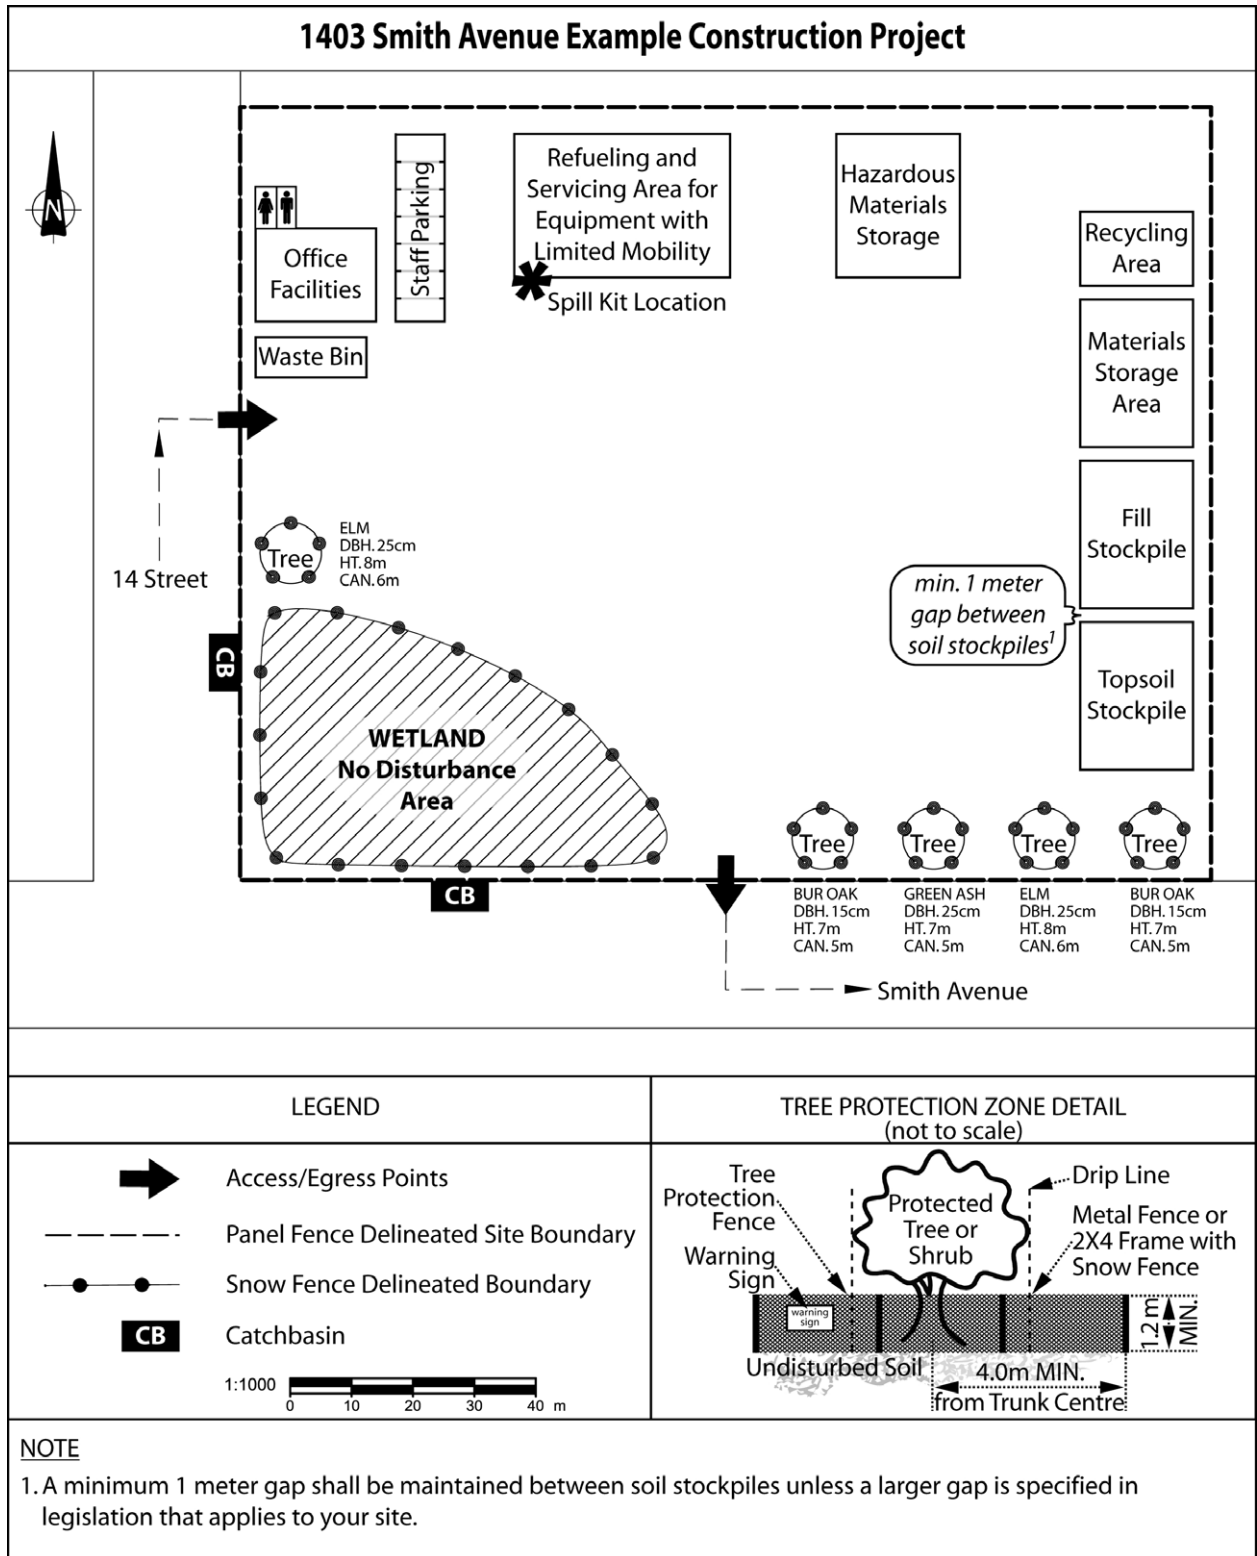 1403 Smith Avenue Example Construction Project
N
Office
Facilities
Waste Bin
Staff Parking
Refueling and
Servicing Area for
Equipment with
Limited Mobility
Spill Kit Location
Hazardous
Materials
Storage
Recycling
Area
Materials
Storage
Area
Fill
Stockpile
min. 1 meter
gap between
soil stockpiles1
Topsoil
Stockpile
14 Street
Tree
ELM
DBH. 25cm
HT. 8m
CAN. 6m
CB
WETLAND
No Disturbance
Area
CB
Tree
BUR OAK
DBH. 15cm
HT. 7m
CAN. 5m
Tree
GREEN ASH
DBH. 25cm
HT. 7m
CAN. 5m
Tree
ELM
DBH. 25cm
HT. 8m
CAN. 6m
Tree
BUR OAK
DBH. 15cm
HT. 7m
CAN. 5m
Smith Avenue
LEGEND
Access/Egress Points
Panel Fence Delineated Site Boundary
Snow Fence Delineated Boundary
CB Catchbasin
1:1000
0 10 20 30 40 m
TREE PROTECTION ZONE DETAIL
(not to scale)
Tree
Protection
Fence
Warning
Sign
warning
sign
Protected
Tree or
Shrub
Drip Line
Metal Fence or
2X4 Frame with
Snow Fence
1.2 m
MIN.
Undisturbed Soil
4.0m MIN.
from Trunk Centre
NOTE
1. A minimum 1 meter gap shall be maintained between soil stockpiles unless a larger gap is specified in
legislation that applies to your site.